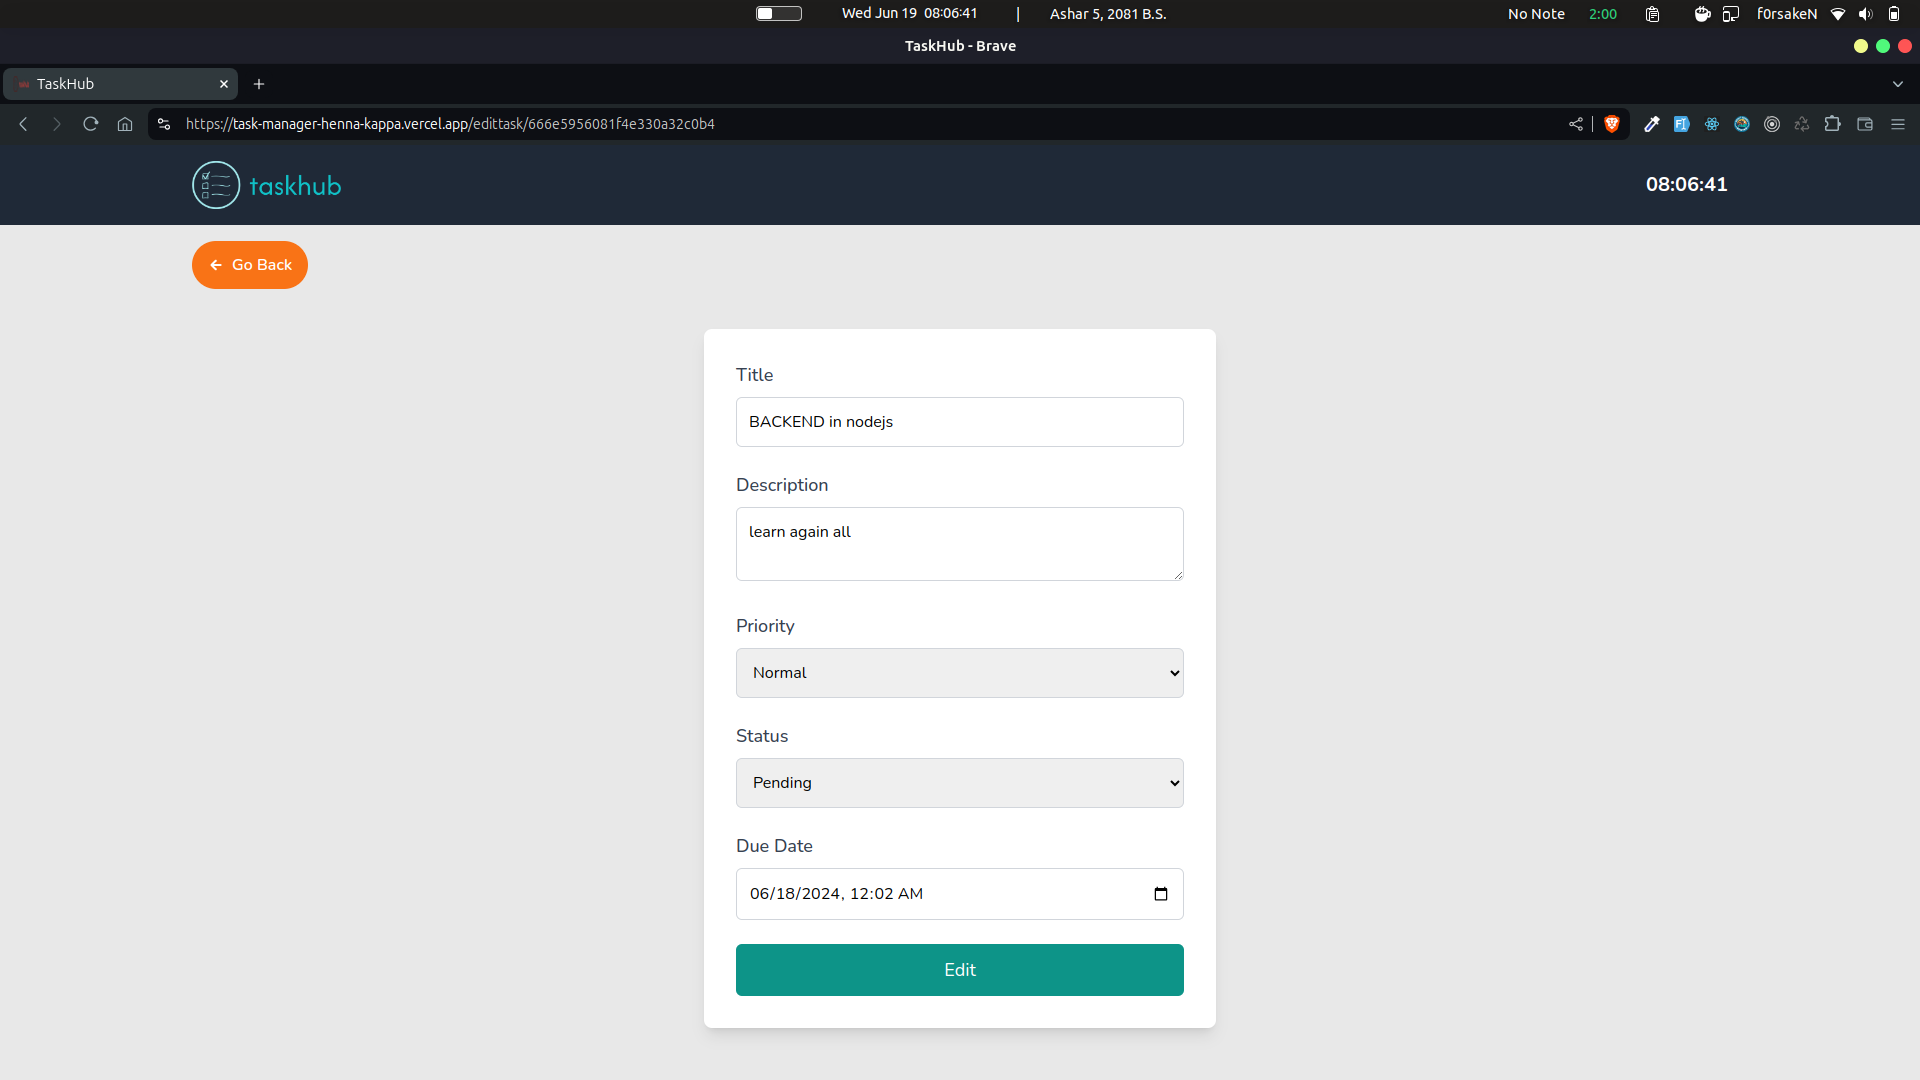 Wed Jun 19 08:06:41 | Ashar 5, 2081 B.S. No Note 2:00 f0rsakeN
TaskHub - Brave
TaskHub
https://task-manager-henna-kappa.vercel.app/edittask/666e5956081f4e330a32c0b4
taskhub 08:06:41
Go Back
Title
BACKEND in nodejs
Description
learn again all
Priority
Normal
Status
Pending
Due Date
06/18/2024, 12:02 AM
Edit